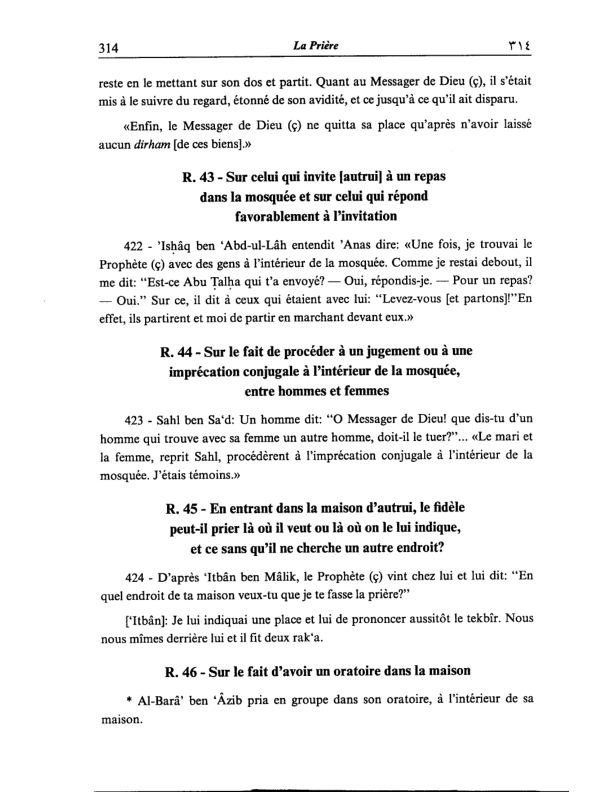 314 La Prière ٣١٤
reste en le mettant sur son dos et partit. Quant au Messager de Dieu (ç), il s'était
mis à le suivre du regard, étonné de son avidité, et ce jusqu'à ce qu'il ait disparu.
«Enfin, le Messager de Dieu (ç) ne quitta sa place qu'après n'avoir laissé
aucun dirham [de ces biens].»
R. 43 - Sur celui qui invite [autrui] à un repas
dans la mosquée et sur celui qui répond
favorablement à l'invitation
422 - 'Isḥâq ben ‘Abd-ul-Lâh entendit 'Anas dire: «Une fois, je trouvai le
Prophète (ç) avec des gens à l'intérieur de la mosquée. Comme je restai debout, il
me dit: “Est-ce Abu Ṭalḥa qui t'a envoyé? — Oui, répondis-je. — Pour un repas?
— Oui.” Sur ce, il dit à ceux qui étaient avec lui: “Levez-vous [et partons]!”En
effet, ils partirent et moi de partir en marchant devant eux.»
R. 44 - Sur le fait de procéder à un jugement ou à une
imprécation conjugale à l'intérieur de la mosquée,
entre hommes et femmes
423 - Sahl ben Sa‘d: Un homme dit: “O Messager de Dieu! que dis-tu d'un
homme qui trouve avec sa femme un autre homme, doit-il le tuer?”... «Le mari et
la femme, reprit Sahl, procédèrent à l'imprécation conjugale à l'intérieur de la
mosquée. J'étais témoins.»
R. 45 - En entrant dans la maison d'autrui, le fidèle
peut-il prier là où il veut ou là où on le lui indique,
et ce sans qu'il ne cherche un autre endroit?
424 - D'après ‘Itbân ben Mâlik, le Prophète (ç) vint chez lui et lui dit: “En
quel endroit de ta maison veux-tu que je te fasse la prière?”
[‘Itbân]: Je lui indiquai une place et lui de prononcer aussitôt le tekbîr. Nous
nous mîmes derrière lui et il fit deux rak‘a.
R. 46 - Sur le fait d'avoir un oratoire dans la maison
* Al-Barâ' ben ‘Âzib pria en groupe dans son oratoire, à l'intérieur de sa
maison.